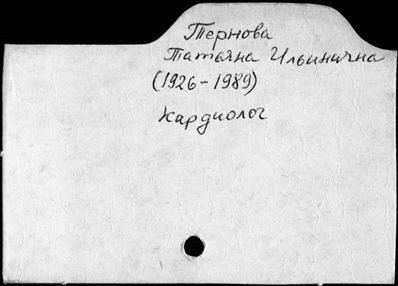 Тернова
Татьяна Ильинична
(1926-1989)
Кардиолог